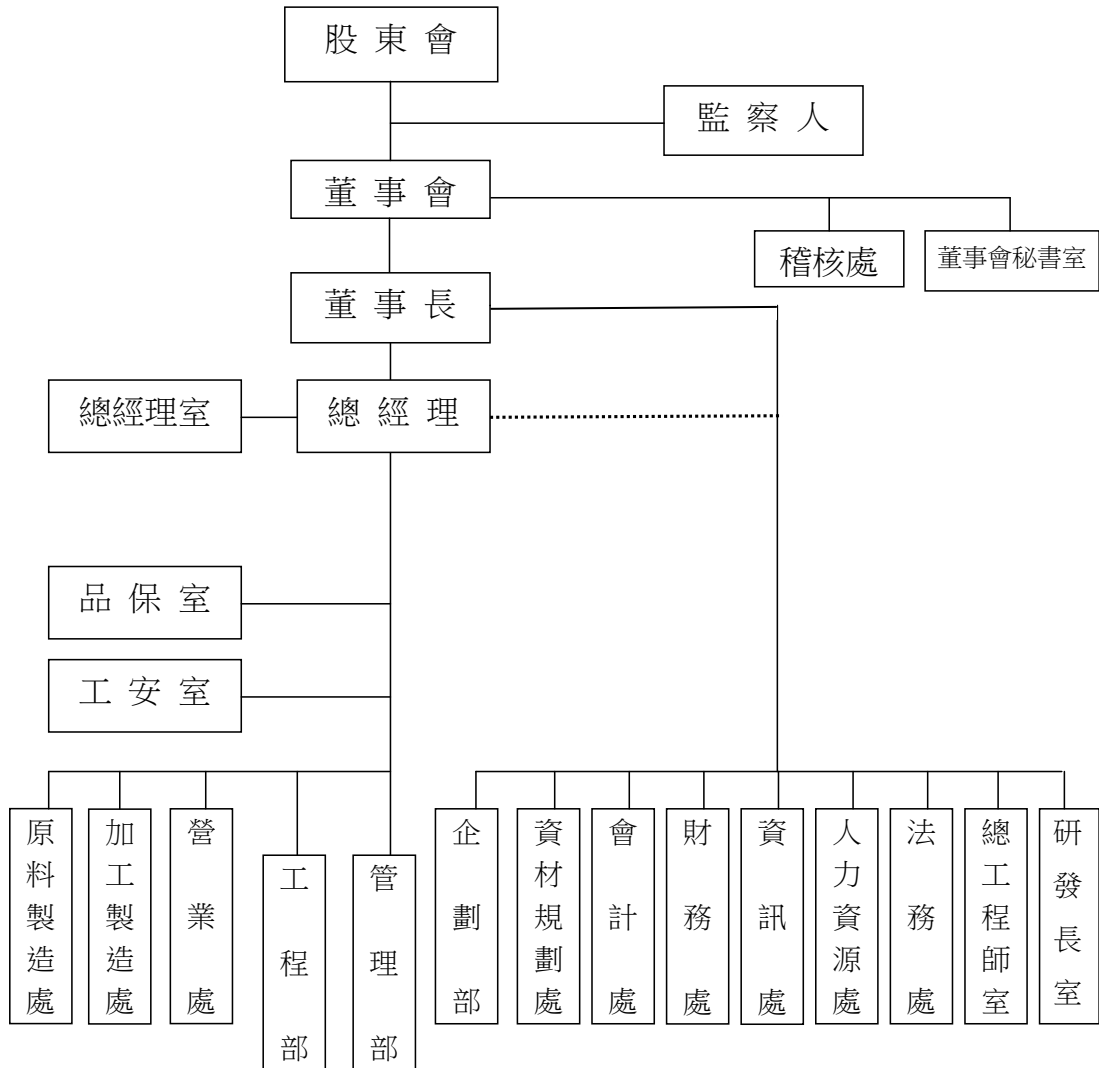 股東會
監察人
董事會
稽核處
董事會秘書室
董事長
總經理室
總經理
品保室
工安室
原料製造處
加工製造處
營業處
工程部
管理部
企劃部
資材規劃處
會計處
財務處
資訊處
人力資源處
法務處
總工程師室
研發長室